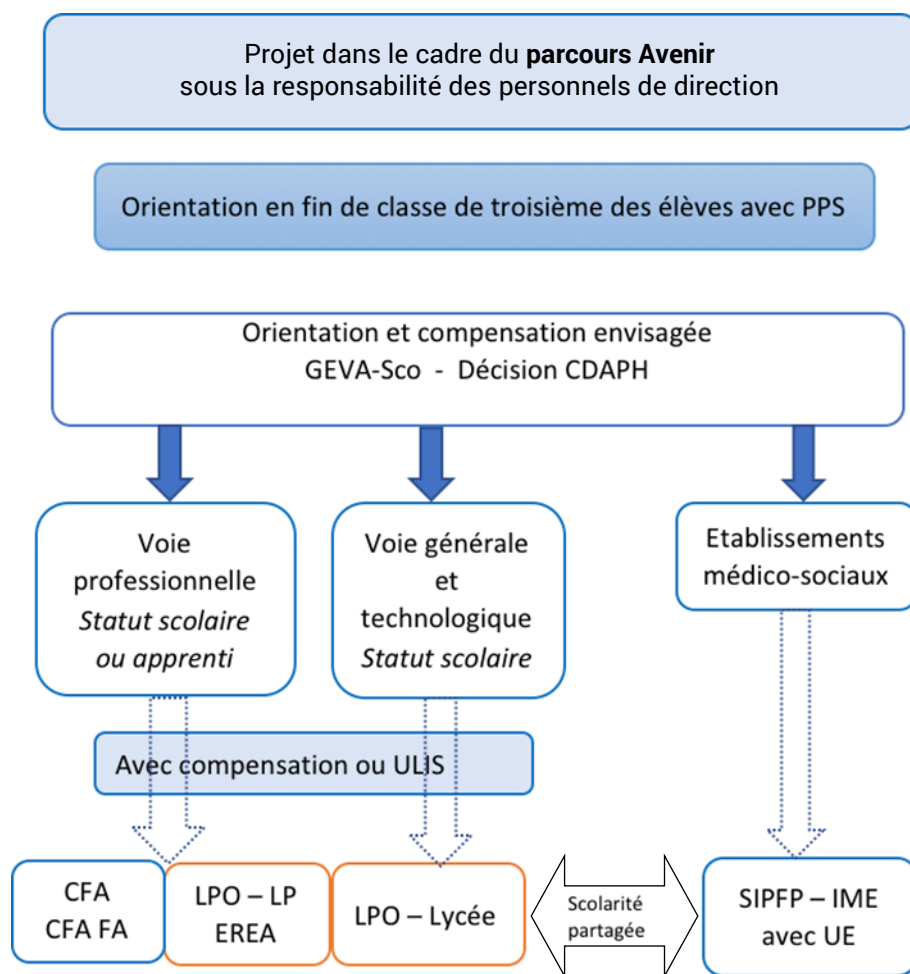 Projet dans le cadre du parcours Avenir
sous la responsabilité des personnels de direction
Orientation en fin de classe de troisième des élèves avec PPS
Orientation et compensation envisagée
GEVA-Sco - Décision CDAPH
Voie
professionnelle
Statut scolaire
ou apprenti
Voie générale
et
technologique
Statut scolaire
Etablissements
médico-sociaux
Avec compensation ou ULIS
CFA
CFA FA
LPO – LP
EREA
LPO – Lycée
Scolarité
partagée
SIPFP – IME
avec UE